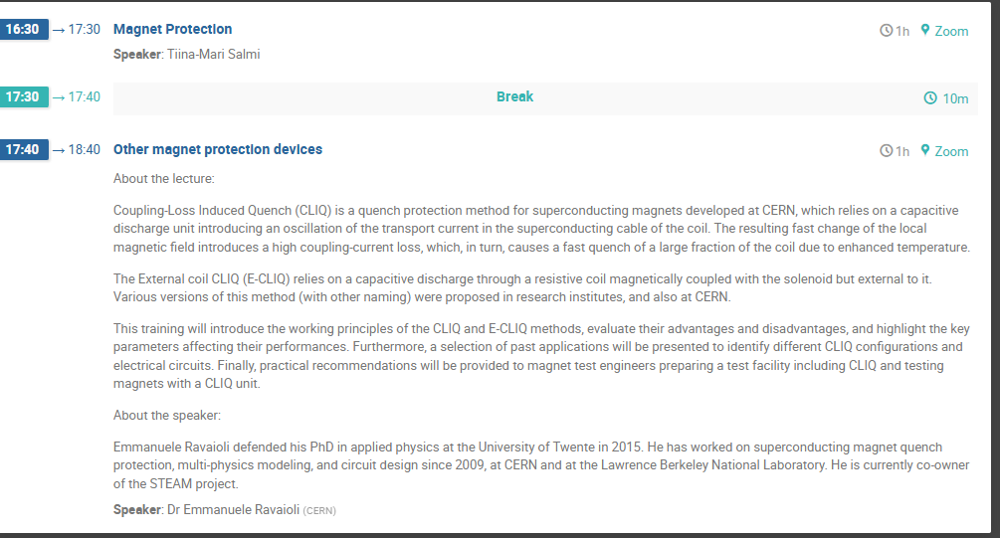 16:30 → 17:30 Magnet Protection 1h Zoom
Speaker: Tiina-Mari Salmi
17:30 → 17:40 Break 10m
17:40 → 18:40 Other magnet protection devices 1h Zoom
About the lecture:
Coupling-Loss Induced Quench (CLIQ) is a quench protection method for superconducting magnets developed at CERN, which relies on a capacitive
discharge unit introducing an oscillation of the transport current in the superconducting cable of the coil. The resulting fast change of the local
magnetic field introduces a high coupling-current loss, which, in turn, causes a fast quench of a large fraction of the coil due to enhanced temperature.
The External coil CLIQ (E-CLIQ) relies on a capacitive discharge through a resistive coil magnetically coupled with the solenoid but external to it.
Various versions of this method (with other naming) were proposed in research institutes, and also at CERN.
This training will introduce the working principles of the CLIQ and E-CLIQ methods, evaluate their advantages and disadvantages, and highlight the key
parameters affecting their performances. Furthermore, a selection of past applications will be presented to identify different CLIQ configurations and
electrical circuits. Finally, practical recommendations will be provided to magnet test engineers preparing a test facility including CLIQ and testing
magnets with a CLIQ unit.
About the speaker:
Emmanuele Ravaioli defended his PhD in applied physics at the University of Twente in 2015. He has worked on superconducting magnet quench
protection, multi-physics modeling, and circuit design since 2009, at CERN and at the Lawrence Berkeley National Laboratory. He is currently co-owner
of the STEAM project.
Speaker: Dr Emmanuele Ravaioli (CERN)